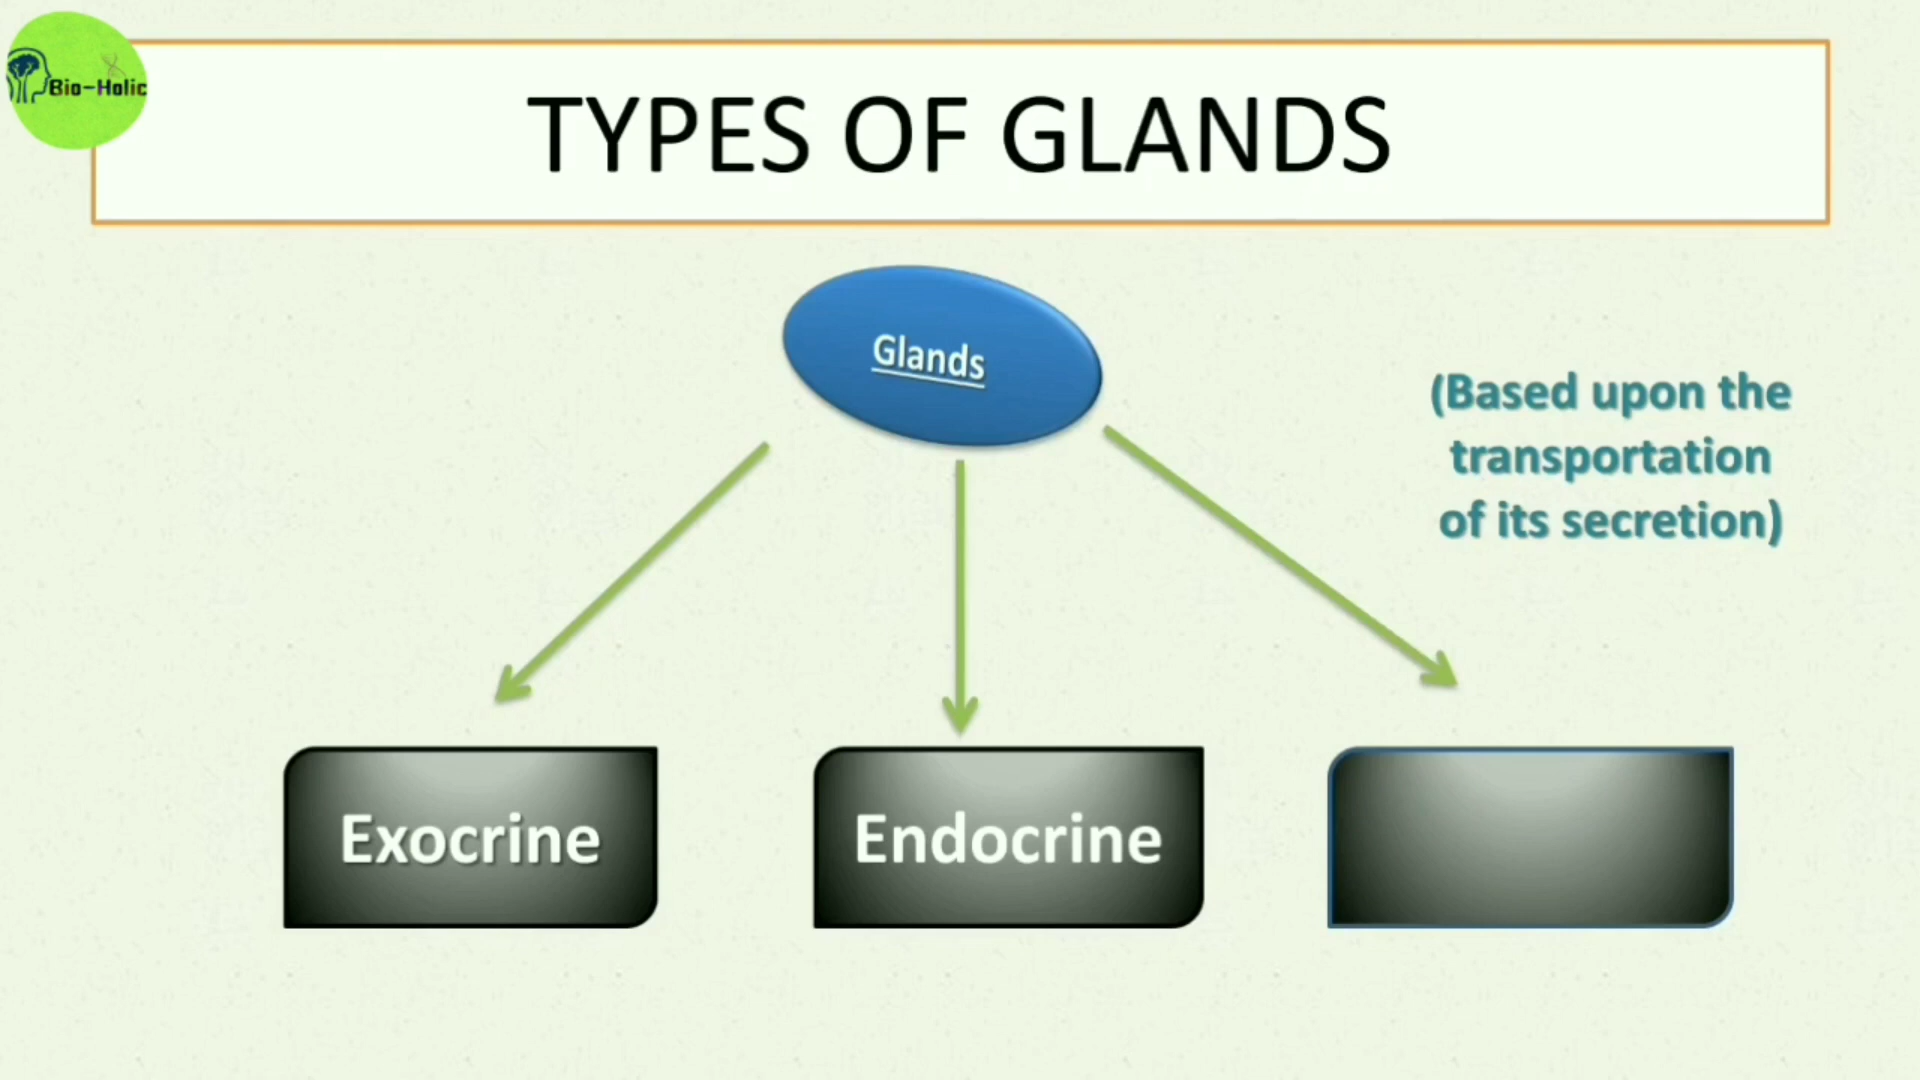 Bio-Holic
TYPES OF GLANDS
Glands
(Based upon the
transportation
of its secretion)
Exocrine
Endocrine